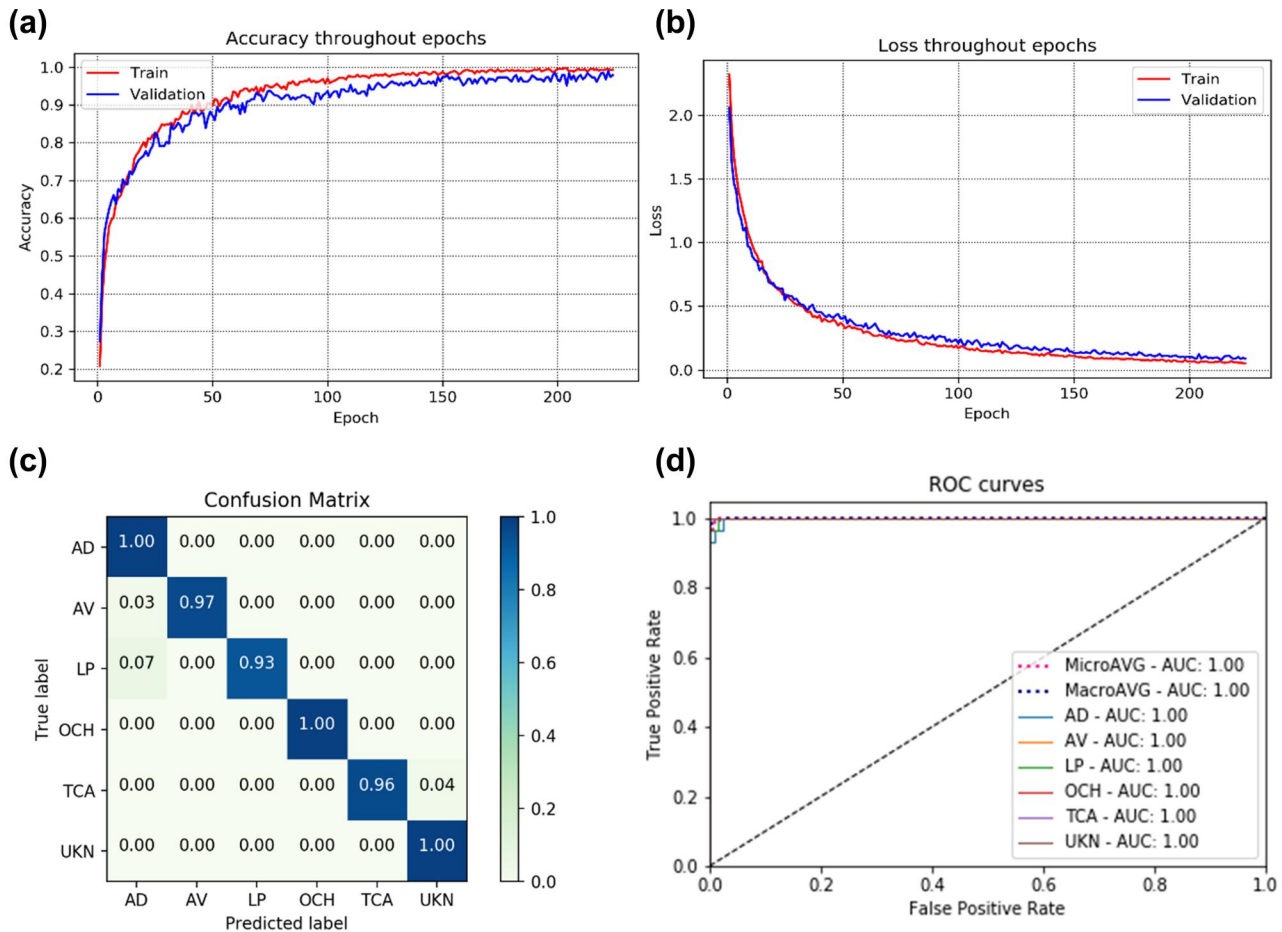 (a)
Accuracy throughout epochs
Train
Validation
1.0
0.9
0.8
0.7
0.6
0.5
0.4
0.3
0.2
Accuracy
0 50 100 150 200
Epoch
(b)
Loss throughout epochs
Train
Validation
2.0
1.5
1.0
0.5
0.0
Loss
0 50 100 150 200
Epoch
(c)
Confusion Matrix
True label
AD 1.00 0.00 0.00 0.00 0.00 0.00
AV 0.03 0.97 0.00 0.00 0.00 0.00
LP 0.07 0.00 0.93 0.00 0.00 0.00
OCH 0.00 0.00 0.00 1.00 0.00 0.00
TCA 0.00 0.00 0.00 0.00 0.96 0.04
UKN 0.00 0.00 0.00 0.00 0.00 1.00
AD AV LP OCH TCA UKN
Predicted label
1.0
0.8
0.6
0.4
0.2
0.0
(d)
ROC curves
1.0
0.8
0.6
0.4
0.2
0.0
True Positive Rate
MicroAVG - AUC: 1.00
MacroAVG - AUC: 1.00
AD - AUC: 1.00
AV - AUC: 1.00
LP - AUC: 1.00
OCH - AUC: 1.00
TCA - AUC: 1.00
UKN - AUC: 1.00
0.0 0.2 0.4 0.6 0.8 1.0
False Positive Rate